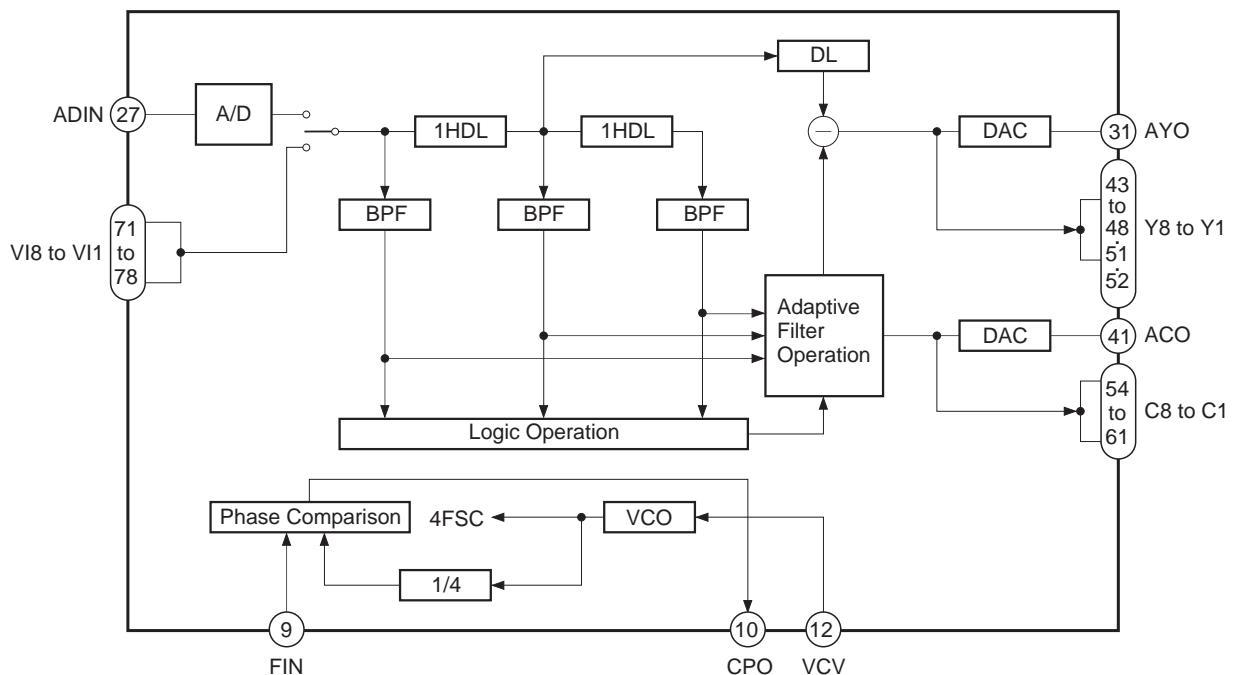 DL
ADIN 27
A/D
1HDL
1HDL
DAC
31 AYO
BPF
BPF
BPF
VI8 to VI1
71
to
78
43
to
48
51
52
Y8 to Y1
Adaptive
Filter
Operation
DAC
41 ACO
54
to
61
C8 to C1
Logic Operation
Phase Comparison
4FSC
VCO
1/4
9
10
12
FIN
CPO
VCV